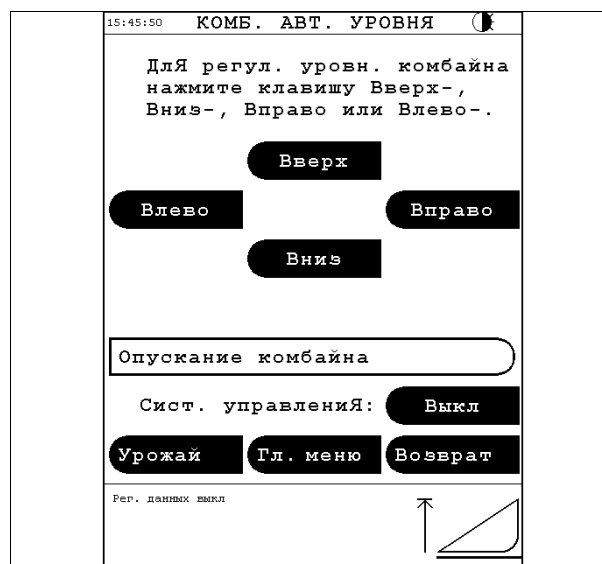 15:45:50 КОМБ. АВТ. УРОВНЯ
ДлЯ регул. уровн. комбайна
нажмите клавишу Вверх-,
Вниз-, Вправо или Влево-.
Вверх
Влево Вправо
Вниз
Опускание комбайна
Сист. управлениЯ: Выкл
Урожай Гл. меню Возврат
Рег. данных выкл